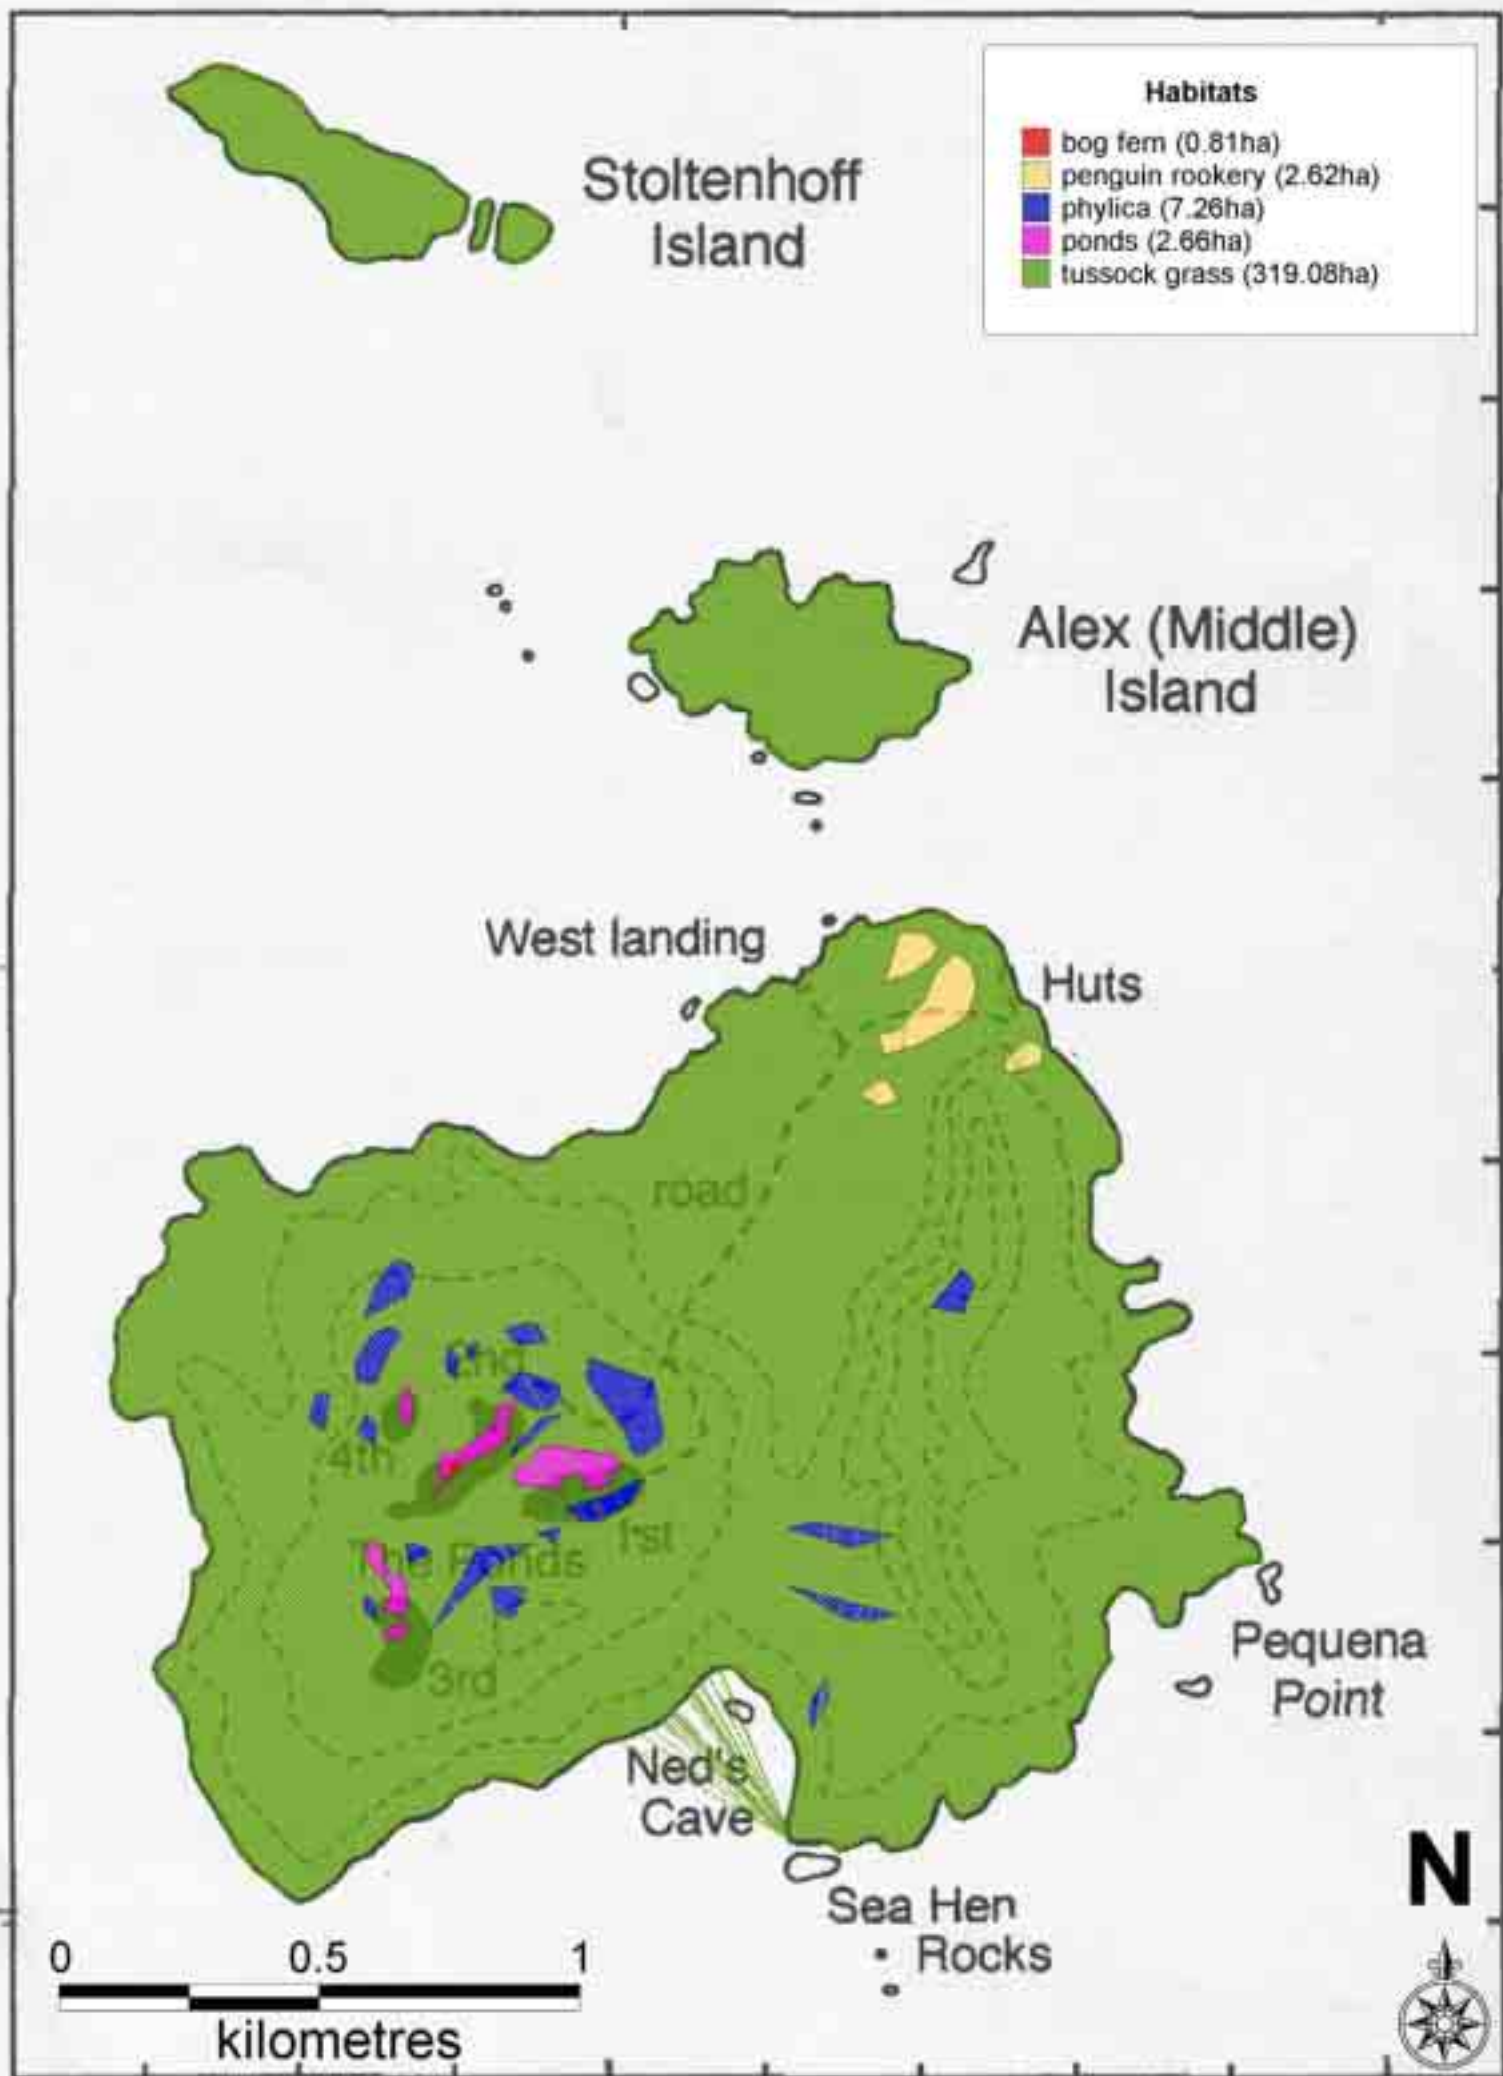 Habitats
bog fern (0.81ha)
penguin rookery (2.62ha)
phylica (7.26ha)
ponds (2.66ha)
tussock grass (319.08ha)
Stoltenhoff
Island
Alex (Middle)
Island
West landing
Huts
road
2nd
4th
1st
The Ponds
3rd
Pequena
Point
Ned's
Cave
Sea Hen
Rocks
N
0 0.5 1
kilometres